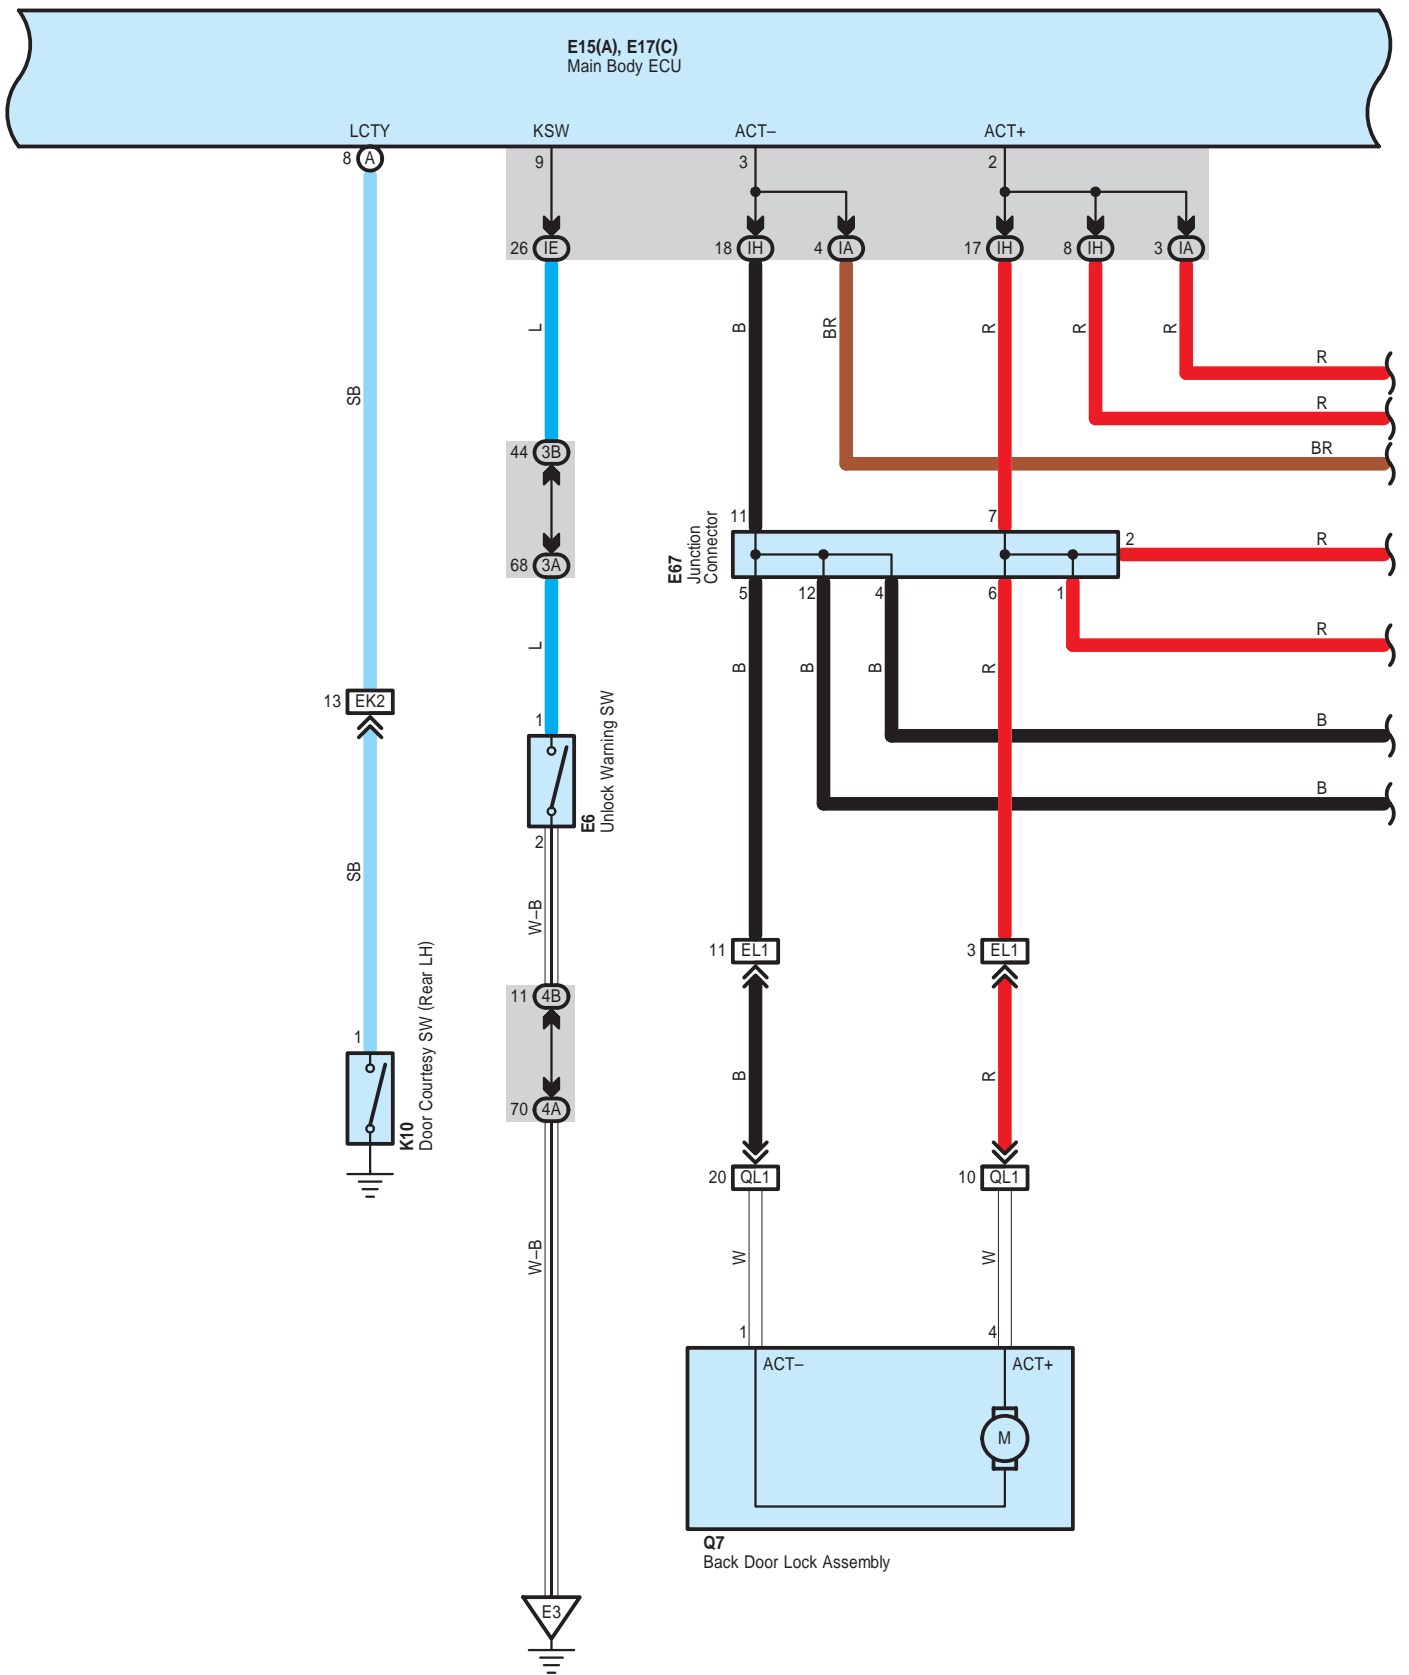 E15(A), E17(C)
Main Body ECU
LCTY KSW ACT– ACT+
8 A 9 3 2
26 IE 18 IH 4 IA 17 IH 8 IH 3 IA
L B BR R R R
R
SB
R
BR
44 3B
11 7
E67
Junction
Connector
2 R
68 3A
5 12 4 6 1
R
L B B B R
13 EK2
1
B
E6
Unlock Warning SW
B
2
SB
W–B
11 EL1 3 EL1
11 4B
1
B R
K10
Door Courtesy SW (Rear LH)
70 4A
20 QL1 10 QL1
W–B W W
1 4
ACT– ACT+
M
Q7
Back Door Lock Assembly
E3